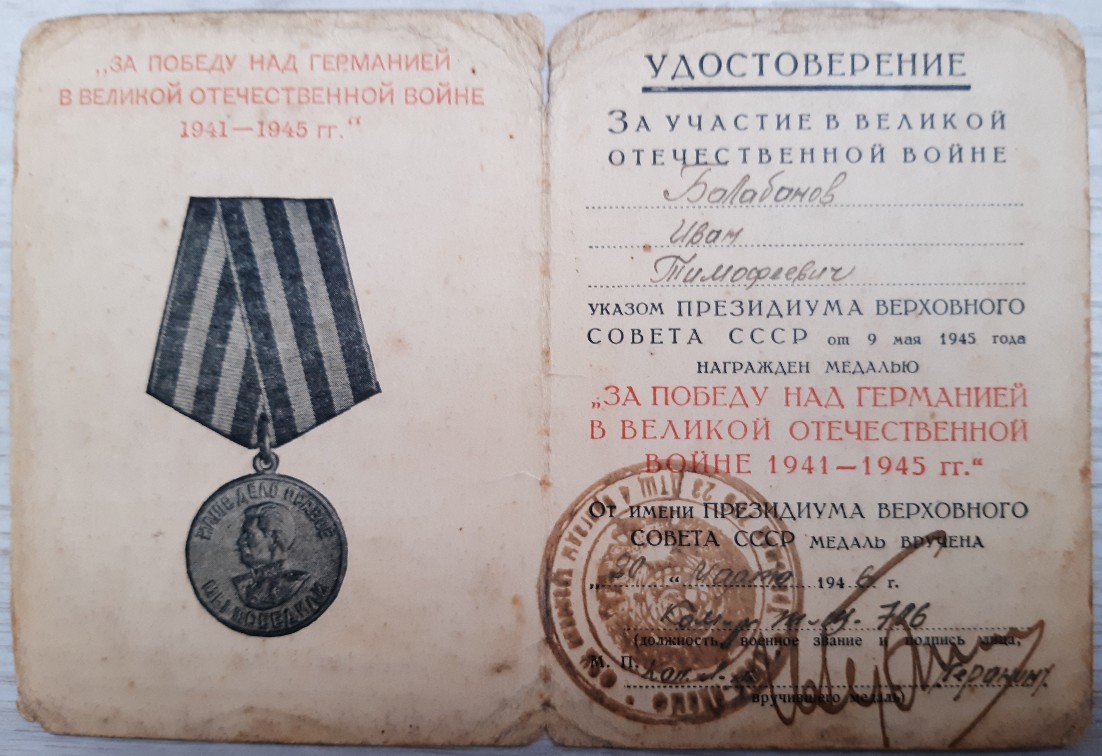 „ЗА ПОБЕДУ НАД ГЕРМАНИЕЙ
В ВЕЛИКОЙ ОТЕЧЕСТВЕННОЙ ВОЙНЕ
1941—1945 гг.“
НАШЕ ДЕЛО ПРАВОЕ
МЫ ПОБЕДИЛИ
УДОСТОВЕРЕНИЕ
ЗА УЧАСТИЕ В ВЕЛИКОЙ
ОТЕЧЕСТВЕННОЙ ВОЙНЕ
Балабанов
Иван
Тимофеевич
УКАЗОМ ПРЕЗИДИУМА ВЕРХОВНОГО
СОВЕТА СССР от 9 мая 1945 года
НАГРАЖДЕН МЕДАЛЬЮ
„ЗА ПОБЕДУ НАД ГЕРМАНИЕЙ
В ВЕЛИКОЙ ОТЕЧЕСТВЕННОЙ
ВОЙНЕ 1941—1945 гг.“
ОТ ИМЕНИ ПРЕЗИДИУМА ВЕРХОВНОГО
СОВЕТА СССР МЕДАЛЬ ВРУЧЕНА
„30“ марта 1946 г.
(должность, военное звание и подпись лица,
М. П.
вручившего медаль)